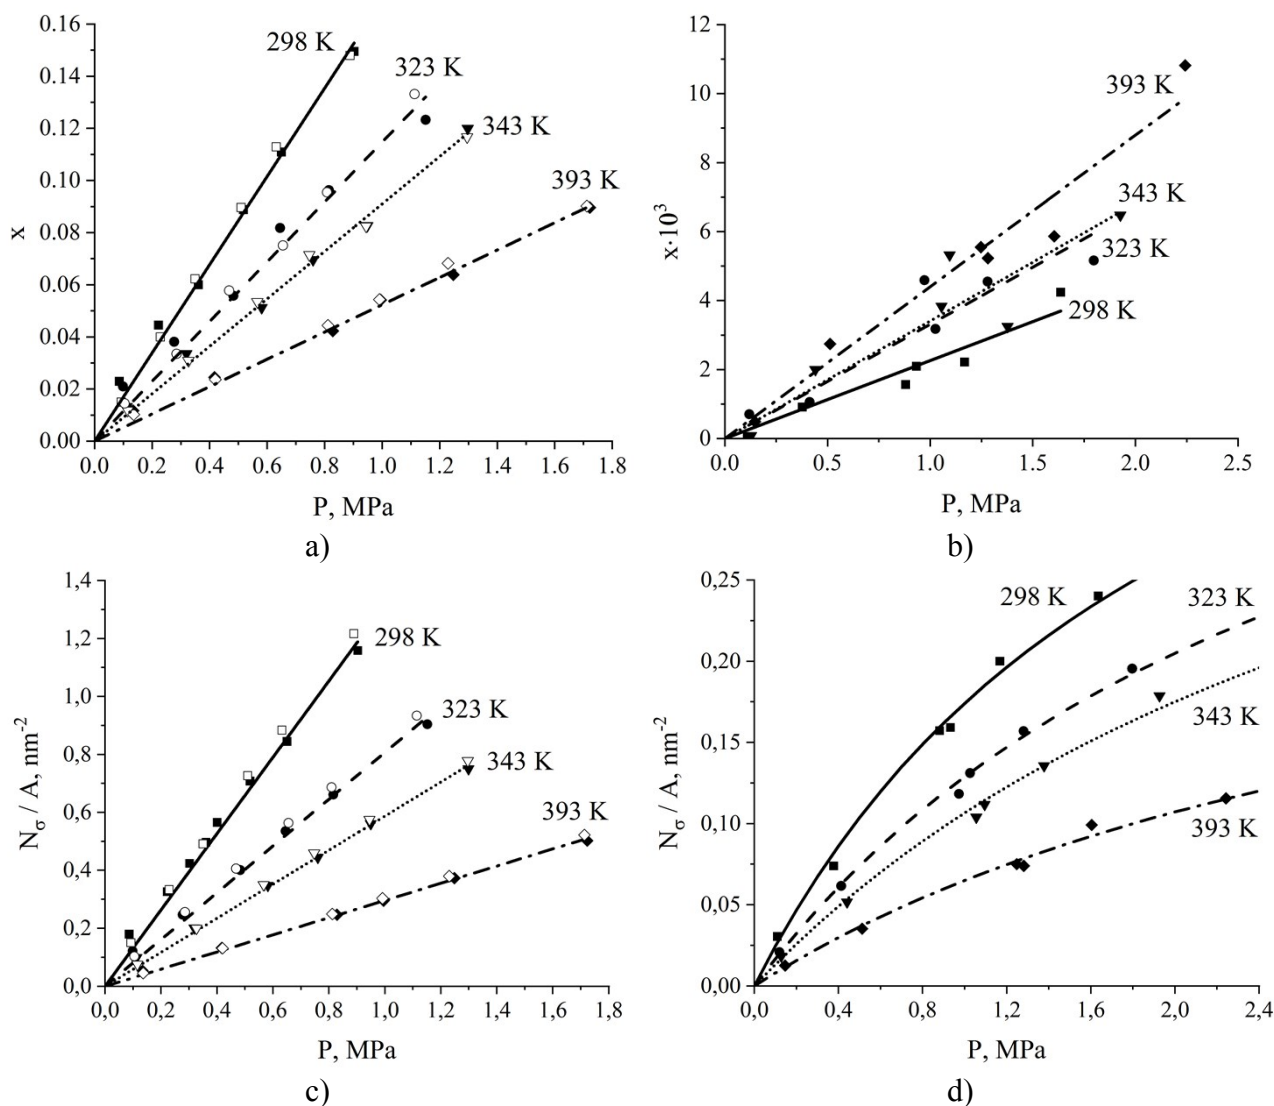 0.16
0.14
0.12
0.10
0.08
0.06
0.04
0.02
0.00
x
298 K
323 K
343 K
393 K
0.0 0.2 0.4 0.6 0.8 1.0 1.2 1.4 1.6 1.8
P, MPa
a)
12
10
8
6
4
2
0
x·10³
393 K
343 K
323 K
298 K
0.0 0.5 1.0 1.5 2.0 2.5
P, MPa
b)
1,4
1,2
1,0
0,8
0,6
0,4
0,2
0,0
Nσ / A, nm⁻²
298 K
323 K
343 K
393 K
0,0 0,2 0,4 0,6 0,8 1,0 1,2 1,4 1,6 1,8
P, MPa
c)
0,25
0,20
0,15
0,10
0,05
0,00
Nσ / A, nm⁻²
298 K
323 K
343 K
393 K
0,0 0,4 0,8 1,2 1,6 2,0 2,4
P, MPa
d)